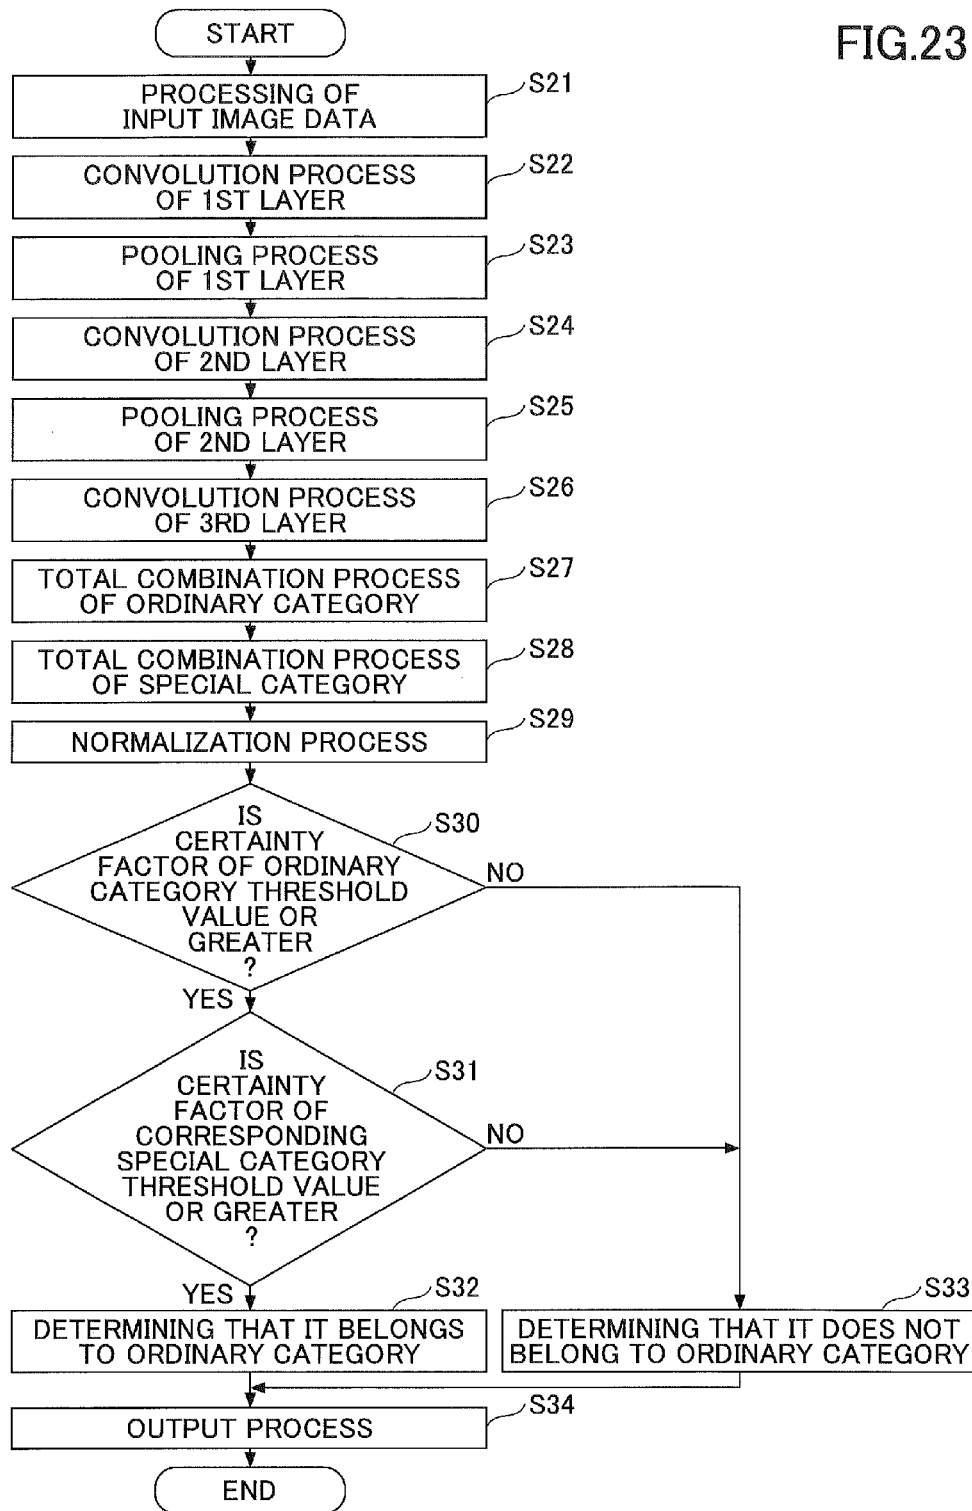 FIG.23
START
PROCESSING OF
INPUT IMAGE DATA
S21
CONVOLUTION PROCESS
OF 1ST LAYER
S22
POOLING PROCESS
OF 1ST LAYER
S23
CONVOLUTION PROCESS
OF 2ND LAYER
S24
POOLING PROCESS
OF 2ND LAYER
S25
CONVOLUTION PROCESS
OF 3RD LAYER
S26
TOTAL COMBINATION PROCESS
OF ORDINARY CATEGORY
S27
TOTAL COMBINATION PROCESS
OF SPECIAL CATEGORY
S28
NORMALIZATION PROCESS
S29
IS
CERTAINTY
FACTOR OF ORDINARY
CATEGORY THRESHOLD
VALUE OR
GREATER
?
S30
NO
YES
IS
CERTAINTY
FACTOR OF
CORRESPONDING
SPECIAL CATEGORY
THRESHOLD VALUE
OR GREATER
?
S31
NO
YES
DETERMINING THAT IT BELONGS
TO ORDINARY CATEGORY
S32
DETERMINING THAT IT DOES NOT
BELONG TO ORDINARY CATEGORY
S33
OUTPUT PROCESS
S34
END